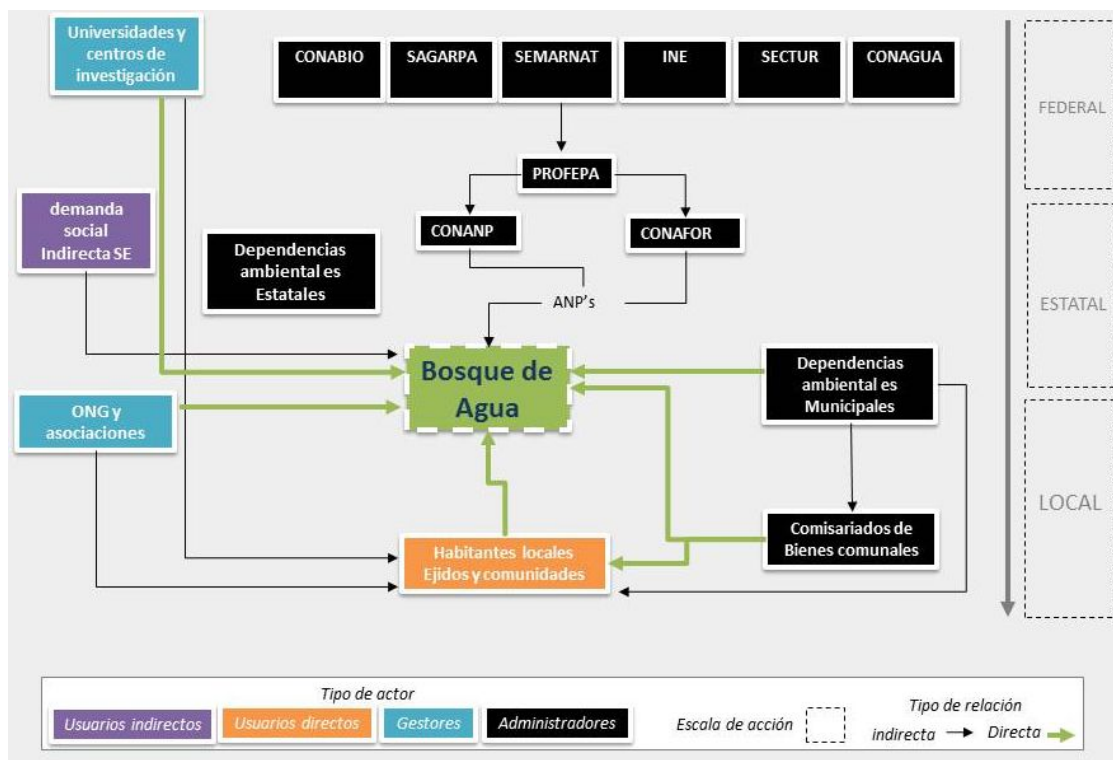 Universidades y
centros de
investigación
CONABIO
SAGARPA
SEMARNAT
INE
SECTUR
CONAGUA
FEDERAL
PROFEPA
demanda
social
Indirecta SE
CONANP
CONAFOR
Dependencias
ambiental es
Estatales
ANP's
ESTATAL
Bosque de
Agua
Dependencias
ambiental es
Municipales
ONG y
asociaciones
LOCAL
Comisariados de
Bienes comunales
Habitantes locales
Ejidos y comunidades
Tipo de actor
Usuarios indirectos
Usuarios directos
Gestores
Administradores
Escala de acción
Tipo de relación
indirecta
Directa